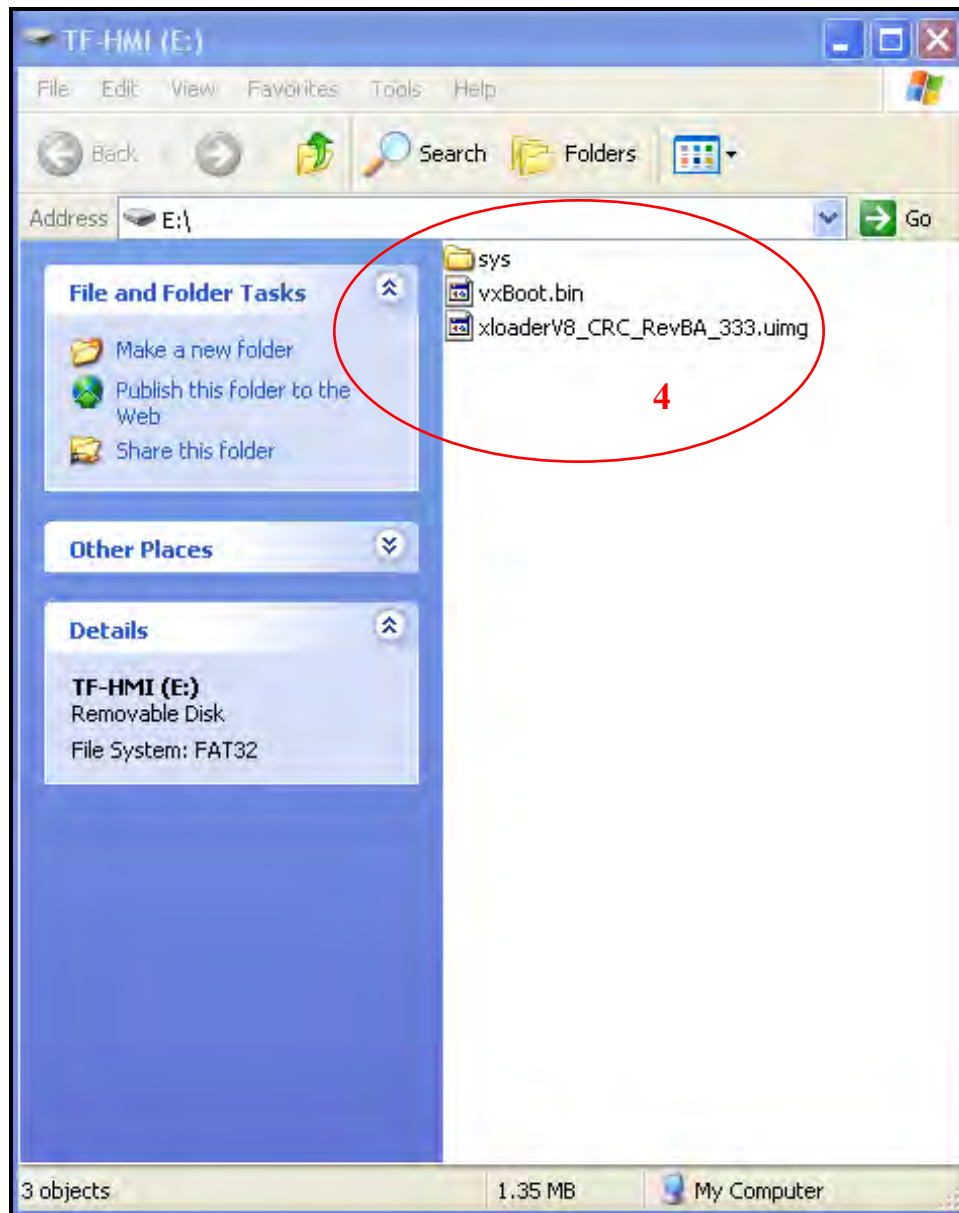 TF-HMI (E:)
File Edit View Favorites Tools Help
Back Search Folders
Address E:\ Go
File and Folder Tasks
Make a new folder
Publish this folder to the
Web
Share this folder
Other Places
Details
TF-HMI (E:)
Removable Disk
File System: FAT32
sys
vxBoot.bin
xloaderV8_CRC_RevBA_333.uimg
4
3 objects 1.35 MB My Computer